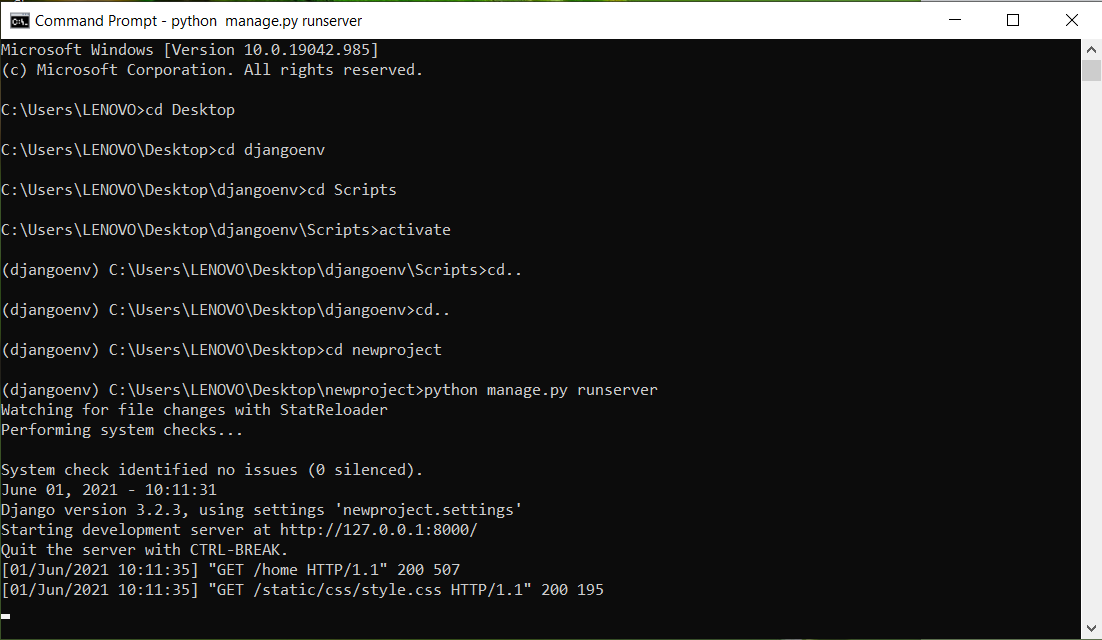 Command Prompt - python  manage.py runserver
Microsoft Windows [Version 10.0.19042.985]
(c) Microsoft Corporation. All rights reserved.
C:\Users\LENOVO>cd Desktop
C:\Users\LENOVO\Desktop>cd djangoenv
C:\Users\LENOVO\Desktop\djangoenv>cd Scripts
C:\Users\LENOVO\Desktop\djangoenv\Scripts>activate
(djangoenv) C:\Users\LENOVO\Desktop\djangoenv\Scripts>cd..
(djangoenv) C:\Users\LENOVO\Desktop\djangoenv>cd..
(djangoenv) C:\Users\LENOVO\Desktop>cd newproject
(djangoenv) C:\Users\LENOVO\Desktop\newproject>python manage.py runserver
Watching for file changes with StatReloader
Performing system checks...
System check identified no issues (0 silenced).
June 01, 2021 - 10:11:31
Django version 3.2.3, using settings 'newproject.settings'
Starting development server at http://127.0.0.1:8000/
Quit the server with CTRL-BREAK.
[01/Jun/2021 10:11:35] "GET /home HTTP/1.1" 200 507
[01/Jun/2021 10:11:35] "GET /static/css/style.css HTTP/1.1" 200 195